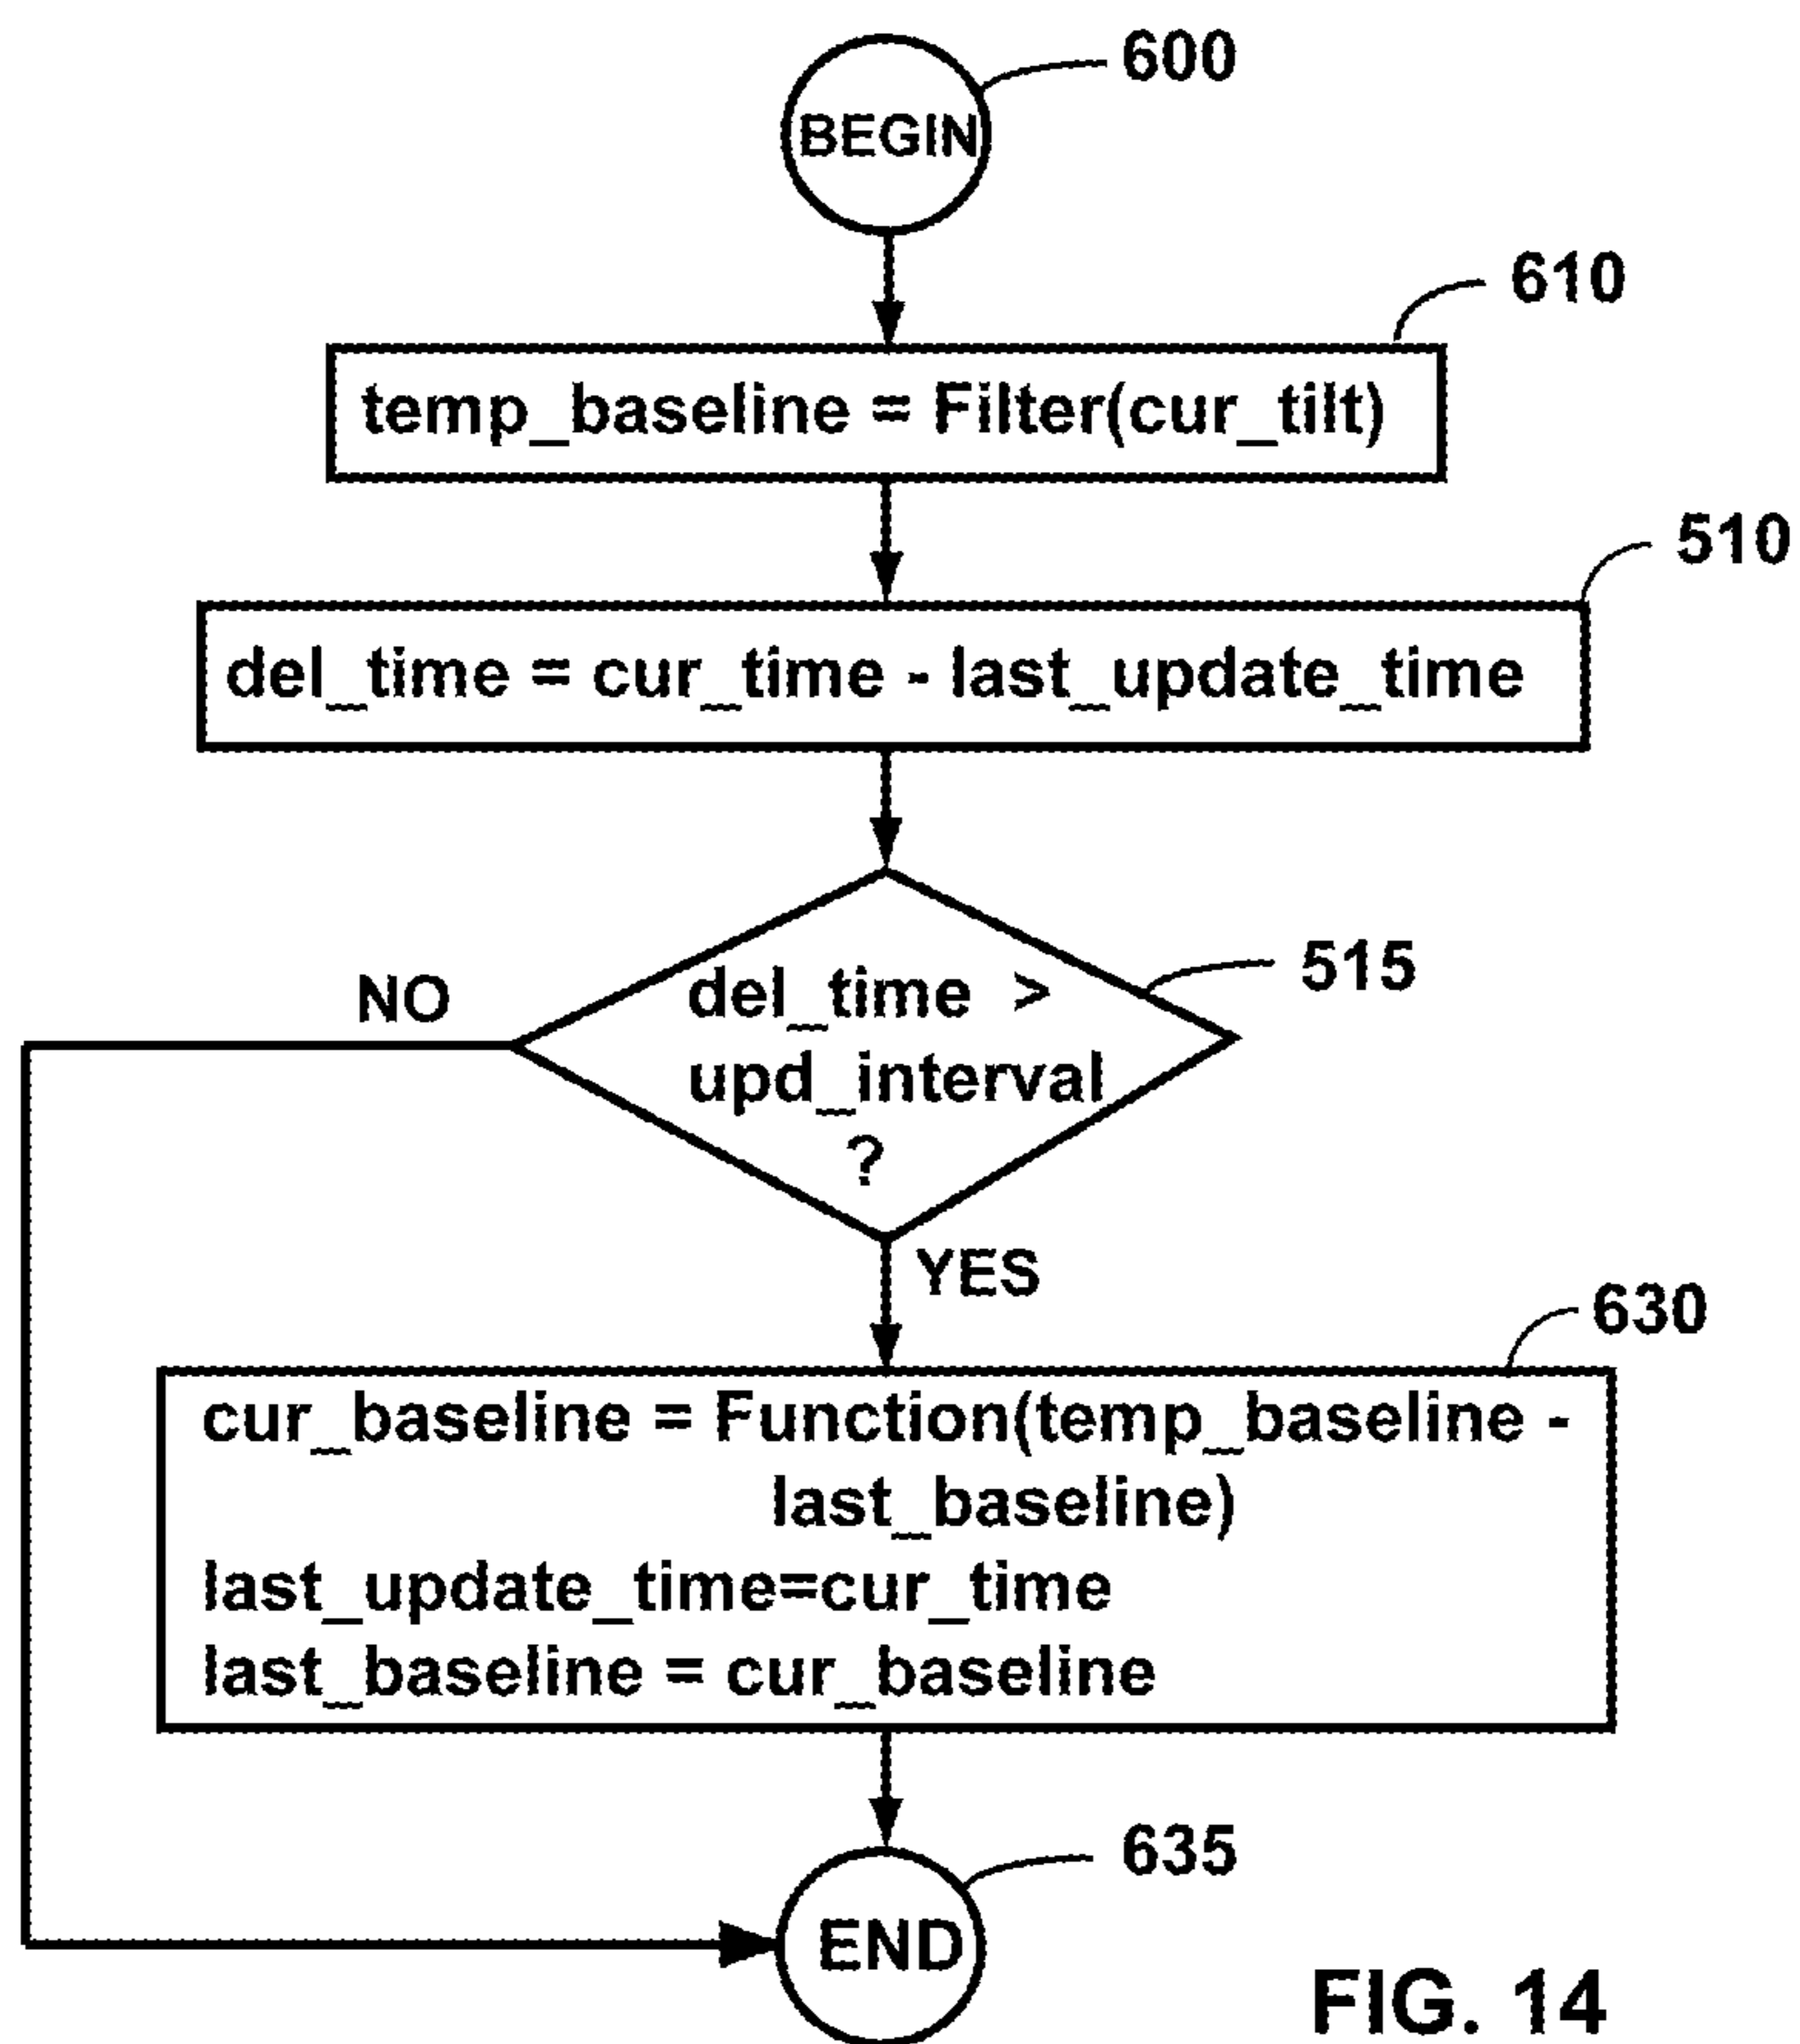 600
BEGIN
610
temp_baseline = Filter(cur_tilt)
510
del_time = cur_time - last_update_time
515
NO
del_time >
upd_interval
?
YES
630
cur_baseline = Function(temp_baseline -
last_baseline)
last_update_time=cur_time
last_baseline = cur_baseline
635
END
FIG. 14